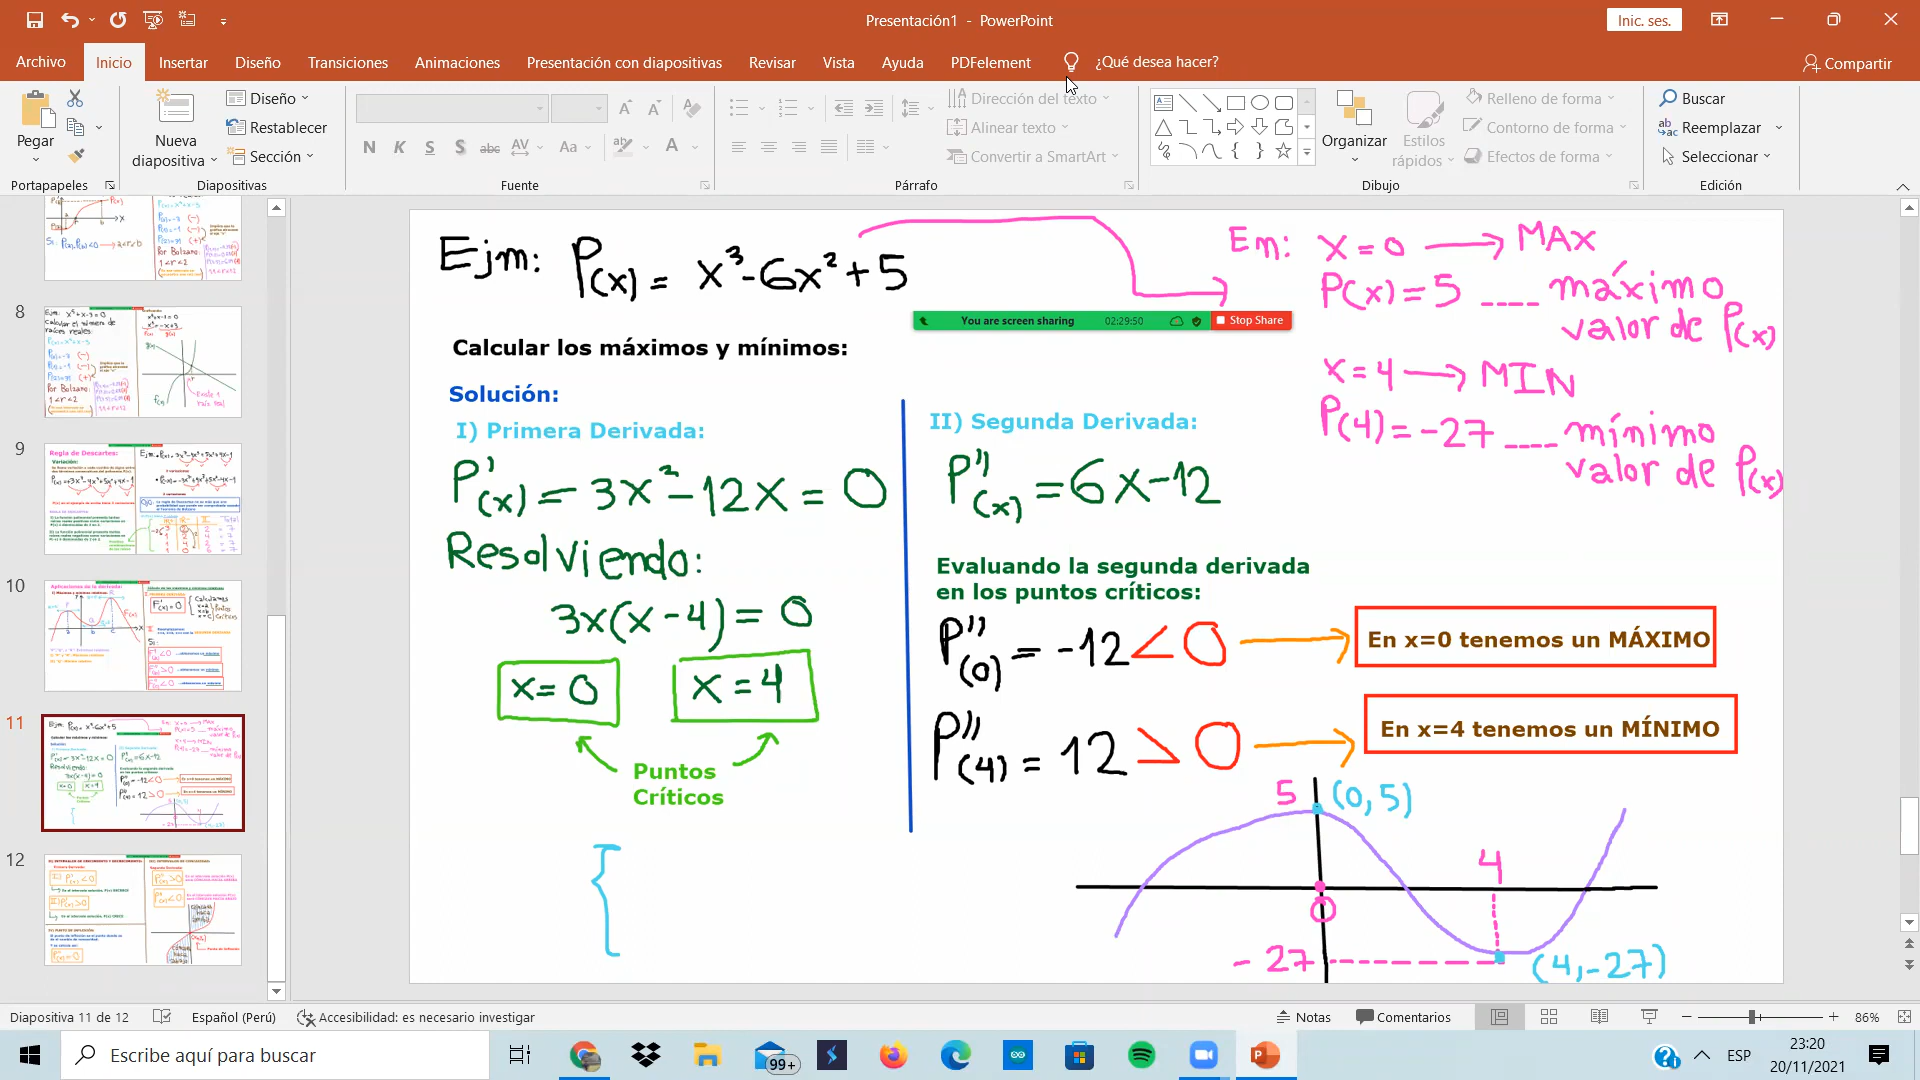 Presentación1 - PowerPoint
Inic. ses.
Archivo
Inicio
Insertar
Diseño
Transiciones
Animaciones
Presentación con diapositivas
Revisar
Vista
Ayuda
PDFelement
¿Qué desea hacer?
Compartir
Pegar
Nueva
diapositiva
Diseño
Restablecer
Sección
N K S S abc AV Aa A
Dirección del texto
Alinear texto
Convertir a SmartArt
Organizar
Estilos
rápidos
Relleno de forma
Contorno de forma
Efectos de forma
Buscar
Reemplazar
Seleccionar
Portapapeles
Diapositivas
Fuente
Párrafo
Dibujo
Edición
8
9
10
11
12
Ejm: P(x) = x³-6x²+5
You are screen sharing 02:29:50 Stop Share
Calcular los máximos y mínimos:
Solución:
I) Primera Derivada:
P'(x) = 3x²-12x = 0
Resolviendo:
3x(x-4) = 0
x=0 x=4
Puntos
Críticos
II) Segunda Derivada:
P''(x) = 6x-12
Evaluando la segunda derivada
en los puntos críticos:
P''(0) = -12<0
En x=0 tenemos un MÁXIMO
P''(4) = 12>0
En x=4 tenemos un MÍNIMO
En: x=0 → MAX
P(x)=5 ---- máximo
valor de P(x)
x=4 → MIN
P(4)=-27 ---- mínimo
valor de P(x)
5 (0,5)
4
0
-27 (4,-27)
Diapositiva 11 de 12
Español (Perú)
Accesibilidad: es necesario investigar
Notas
Comentarios
86%
Escribe aquí para buscar
99+
ESP
23:20
20/11/2021